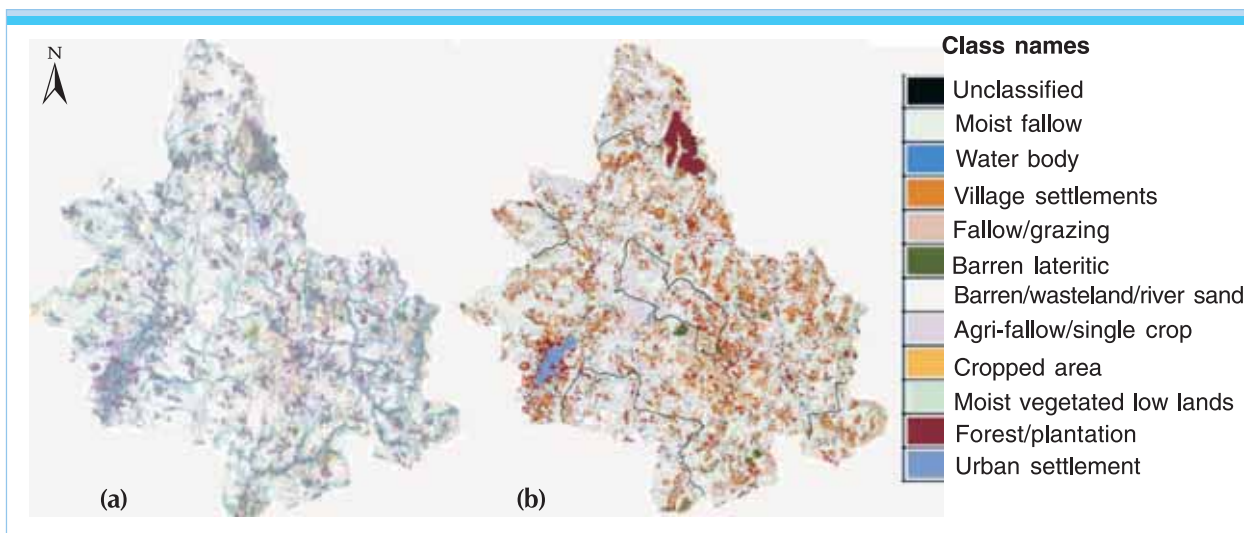 N
Class names
Unclassified
Moist fallow
Water body
Village settlements
Fallow/grazing
Barren lateritic
Barren/wasteland/river sand
Agri-fallow/single crop
Cropped area
Moist vegetated low lands
Forest/plantation
Urban settlement
(a)
(b)